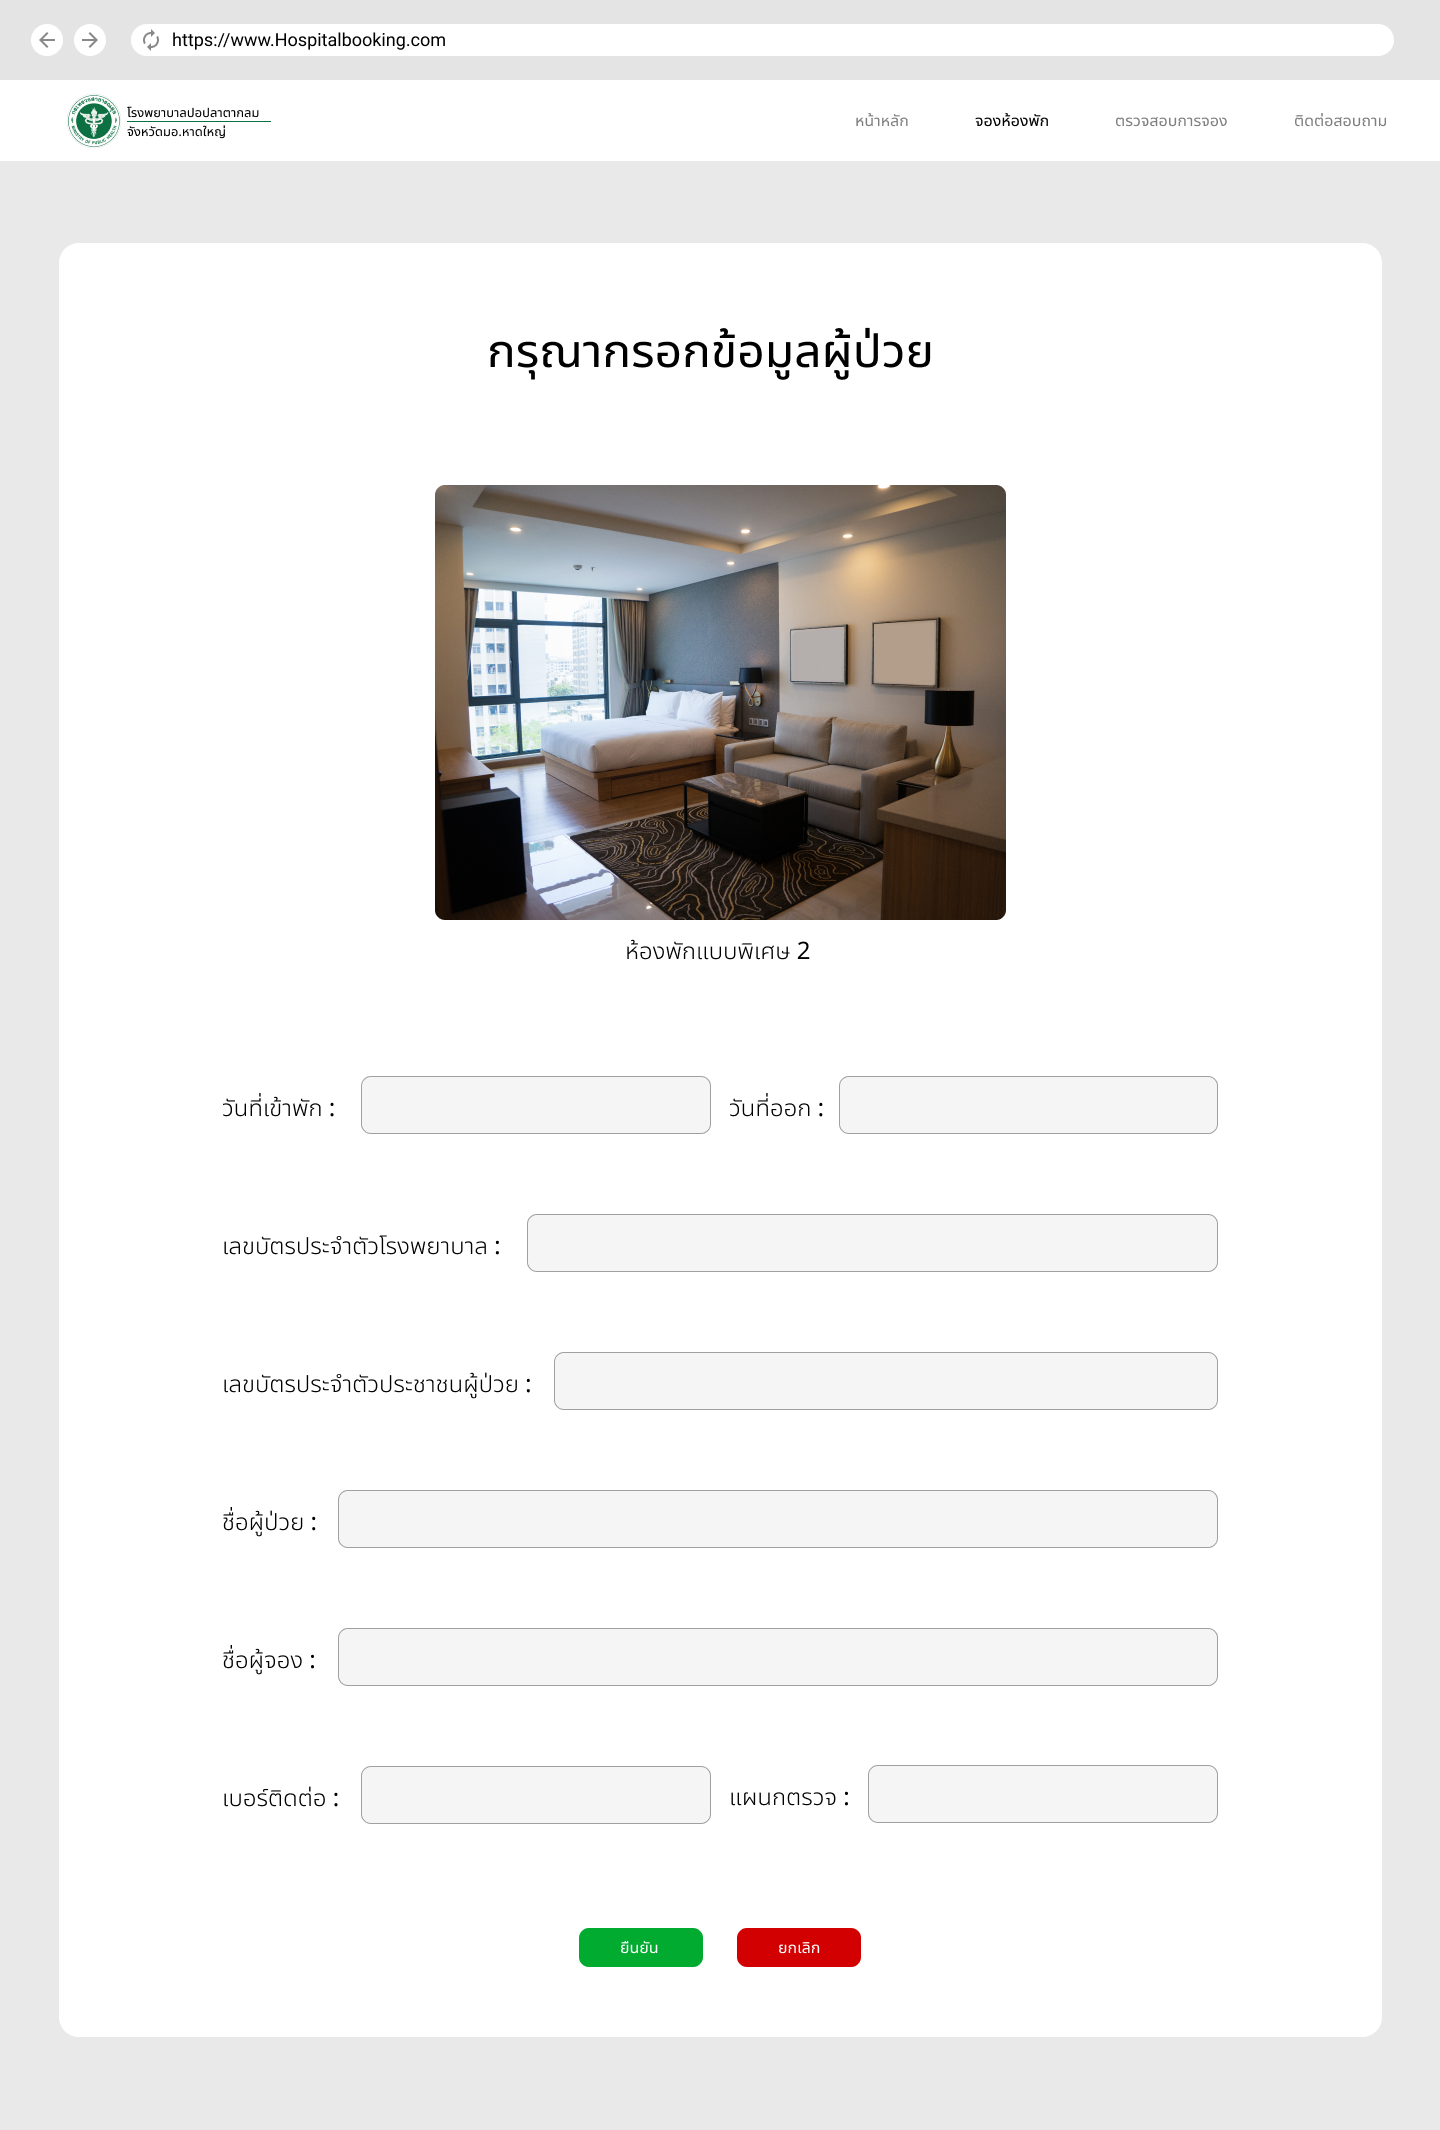 https://www.Hospitalbooking.com
โรงพยาบาลปอปลาตากลม
จังหวัดมอ.หาดใหญ่
หน้าหลัก
จองห้องพัก
ตรวจสอบการจอง
ติดต่อสอบถาม
กรุณากรอกข้อมูลผู้ป่วย
ห้องพักแบบพิเศษ 2
วันที่เข้าพัก :
วันที่ออก :
เลขบัตรประจำตัวโรงพยาบาล :
เลขบัตรประจำตัวประชาชนผู้ป่วย :
ชื่อผู้ป่วย :
ชื่อผู้จอง :
เบอร์ติดต่อ :
แผนกตรวจ :
ยืนยัน
ยกเลิก